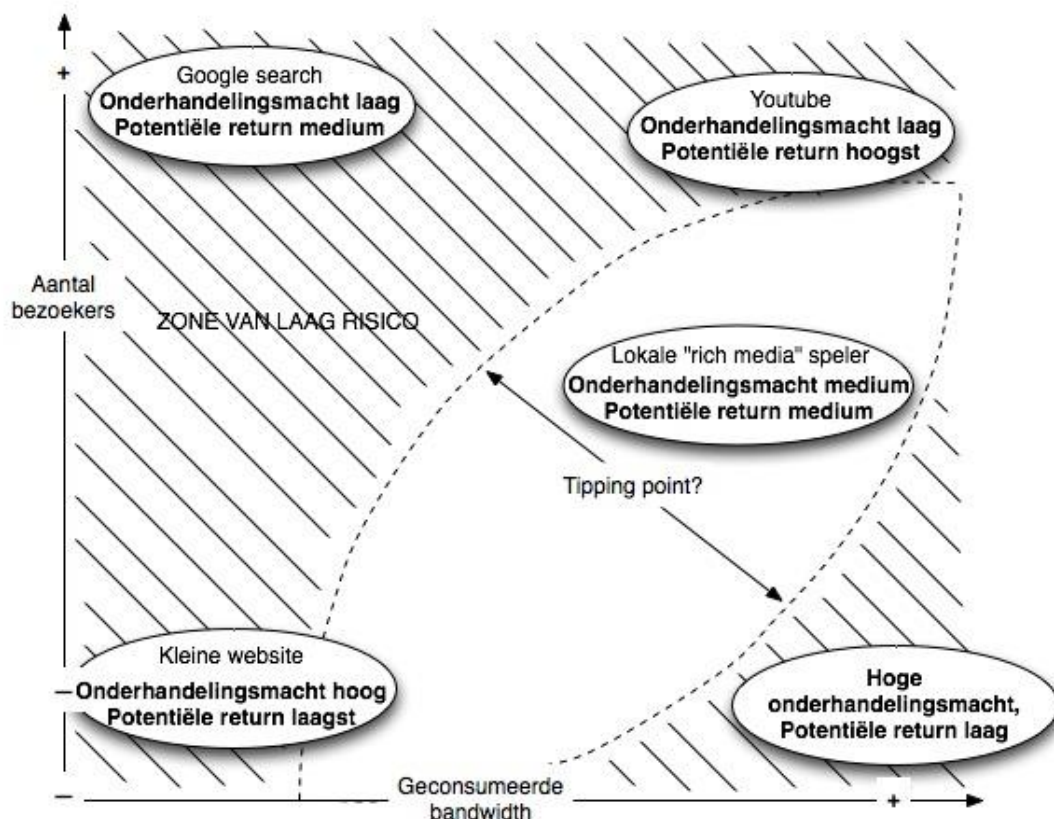 +
Google search
Onderhandelingsmacht laag
Potentiële return medium
Youtube
Onderhandelingsmacht laag
Potentiële return hoogst
Aantal
bezoekers
ZONE VAN LAAG RISICO
Lokale "rich media" speler
Onderhandelingsmacht medium
Potentiële return medium
Tipping point?
Kleine website
Onderhandelingsmacht hoog
Potentiële return laagst
Hoge
onderhandelingsmacht,
Potentiële return laag
—
—
Geconsumeerde
bandwidth
+